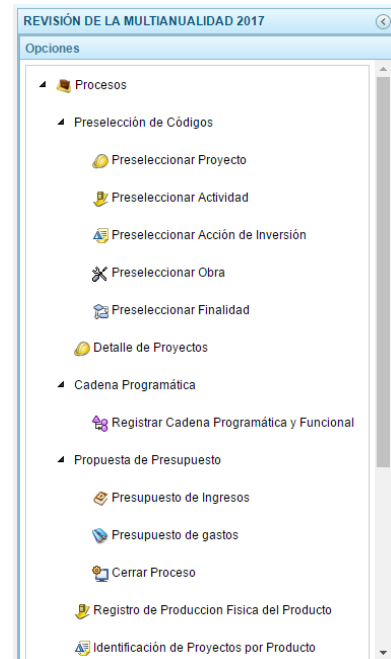 REVISIÓN DE LA MULTIANUALIDAD 2017
Opciones
Procesos
Preselección de Códigos
Preseleccionar Proyecto
Preseleccionar Actividad
Preseleccionar Acción de Inversión
Preseleccionar Obra
Preseleccionar Finalidad
Detalle de Proyectos
Cadena Programática
Registrar Cadena Programática y Funcional
Propuesta de Presupuesto
Presupuesto de Ingresos
Presupuesto de gastos
Cerrar Proceso
Registro de Produccion Fisica del Producto
Identificación de Proyectos por Producto